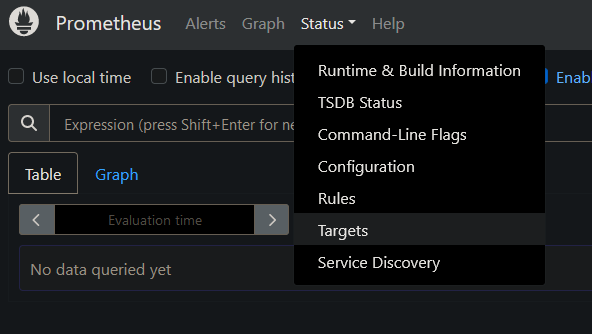 Prometheus Alerts Graph Status Help
Use local time Enable query his Enab
Runtime & Build Information
TSDB Status
Expression (press Shift+Enter for ne
Command-Line Flags
Configuration
Table Graph
Rules
Evaluation time
Targets
No data queried yet
Service Discovery